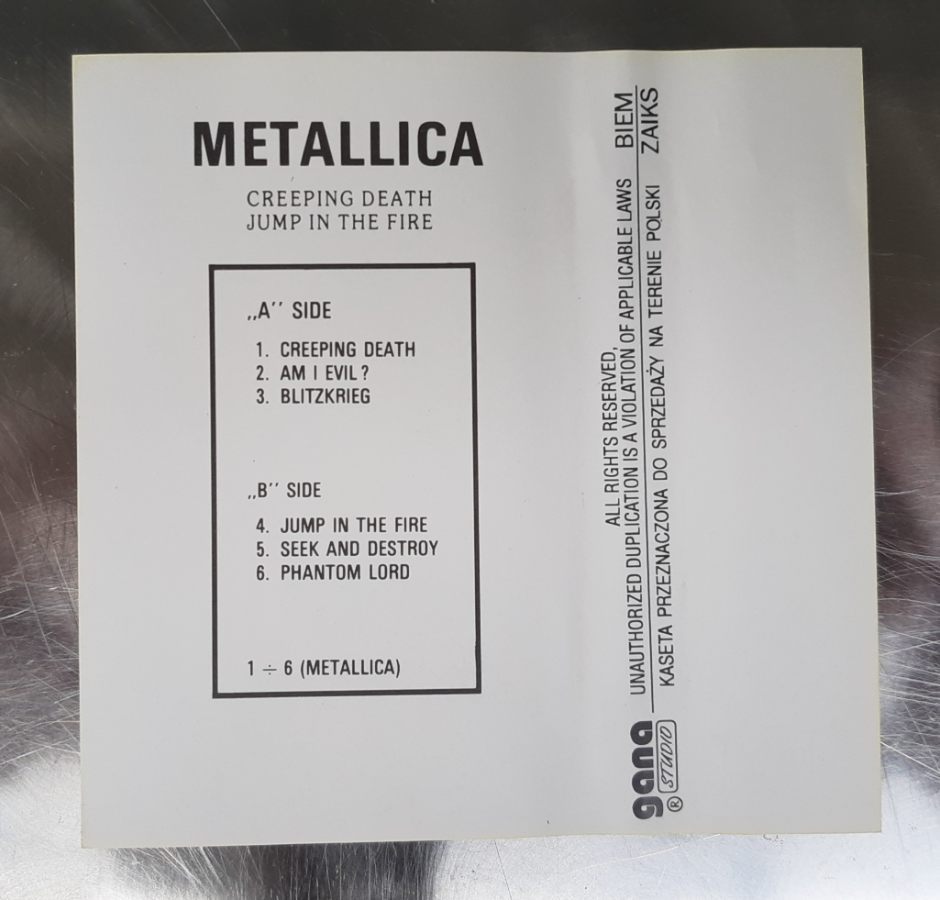 METALLICA
CREEPING DEATH
JUMP IN THE FIRE
,,A'' SIDE
1. CREEPING DEATH
2. AM I EVIL?
3. BLITZKRIEG
,,B'' SIDE
4. JUMP IN THE FIRE
5. SEEK AND DESTROY
6. PHANTOM LORD
1 ÷ 6 (METALLICA)
ALL RIGHTS RESERVED,
UNAUTHORIZED DUPLICATION IS A VIOLATION OF APPLICABLE LAWS BIEM
KASETA PRZEZNACZONA DO SPRZEDAŻY NA TERENIE POLSKI ZAIKS
gana
® STUDIO